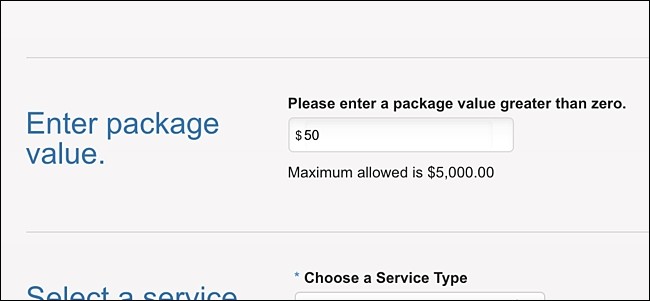 Please enter a package value greater than zero.
Enter package
value.
$50
Maximum allowed is $5,000.00
* Choose a Service Type
Select a service